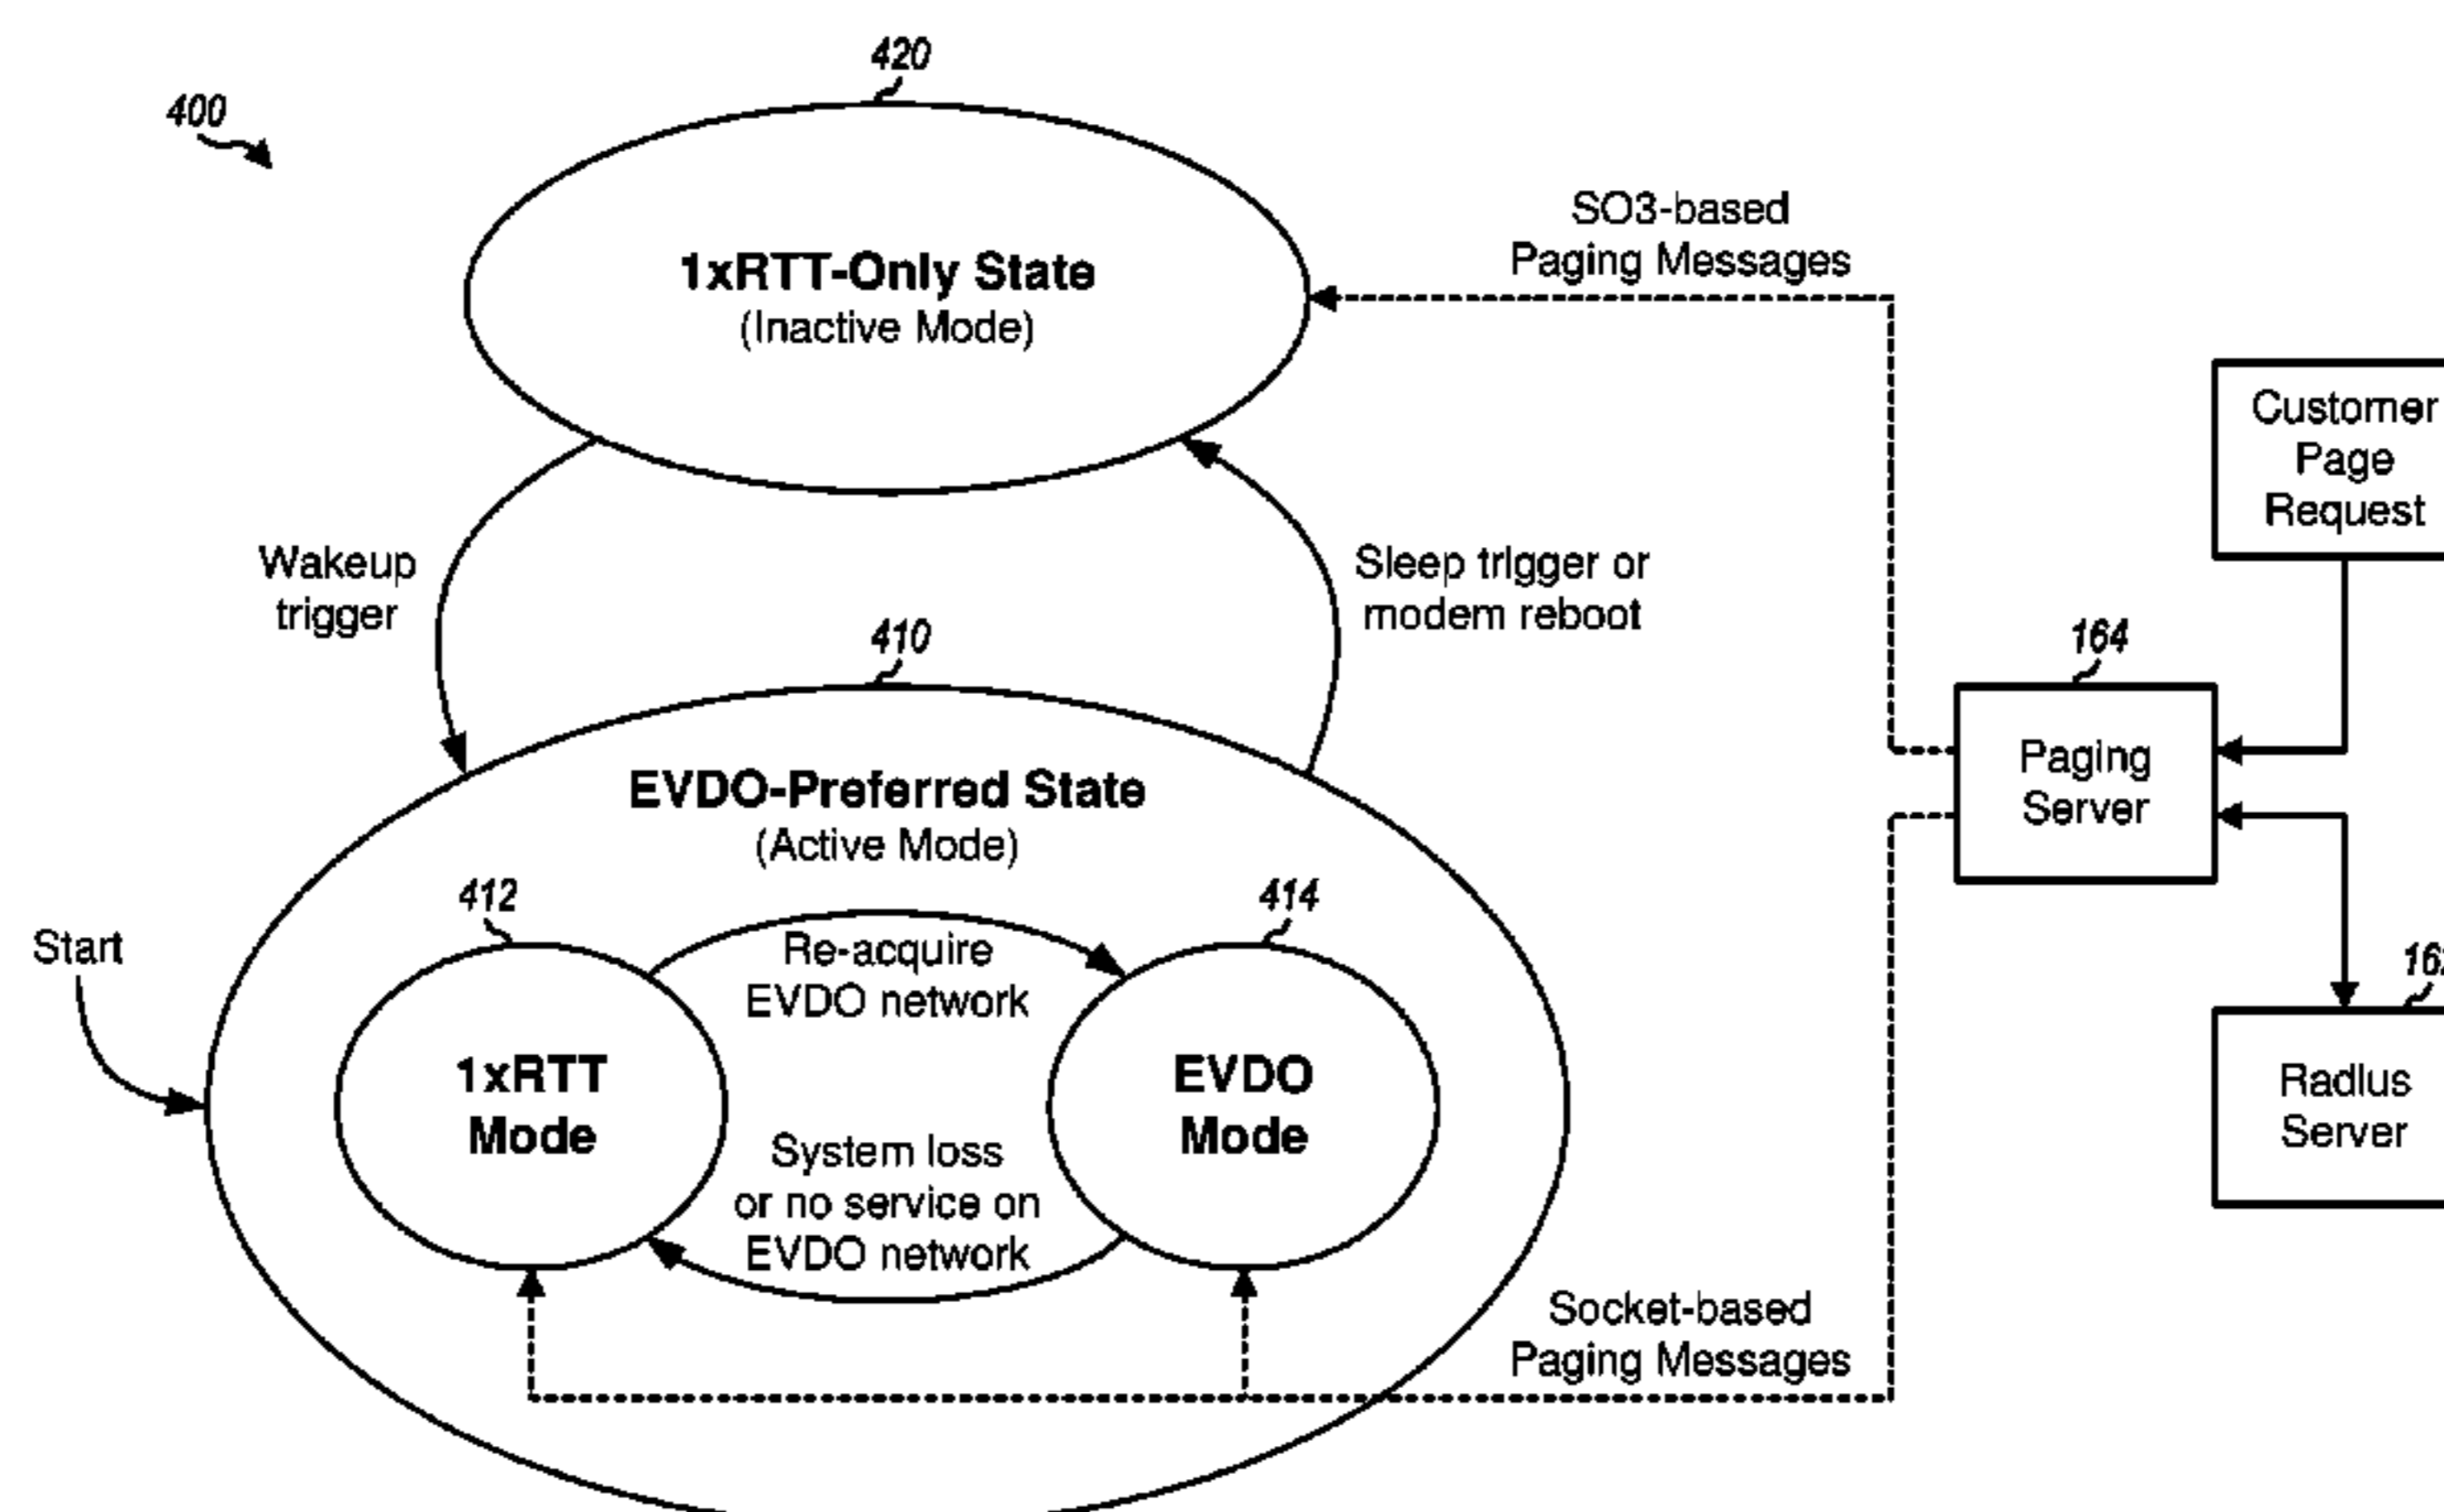 420
400
1xRTT-Only State
(Inactive Mode)
SO3-based
Paging Messages
Customer
Page
Request
Wakeup
trigger
Sleep trigger or
modem reboot
410
164
Paging
Server
EVDO-Preferred State
(Active Mode)
412
414
Start
Re-acquire
EVDO network
1xRTT
Mode
EVDO
Mode
System loss
or no service on
EVDO network
Radius
Server
Socket-based
Paging Messages